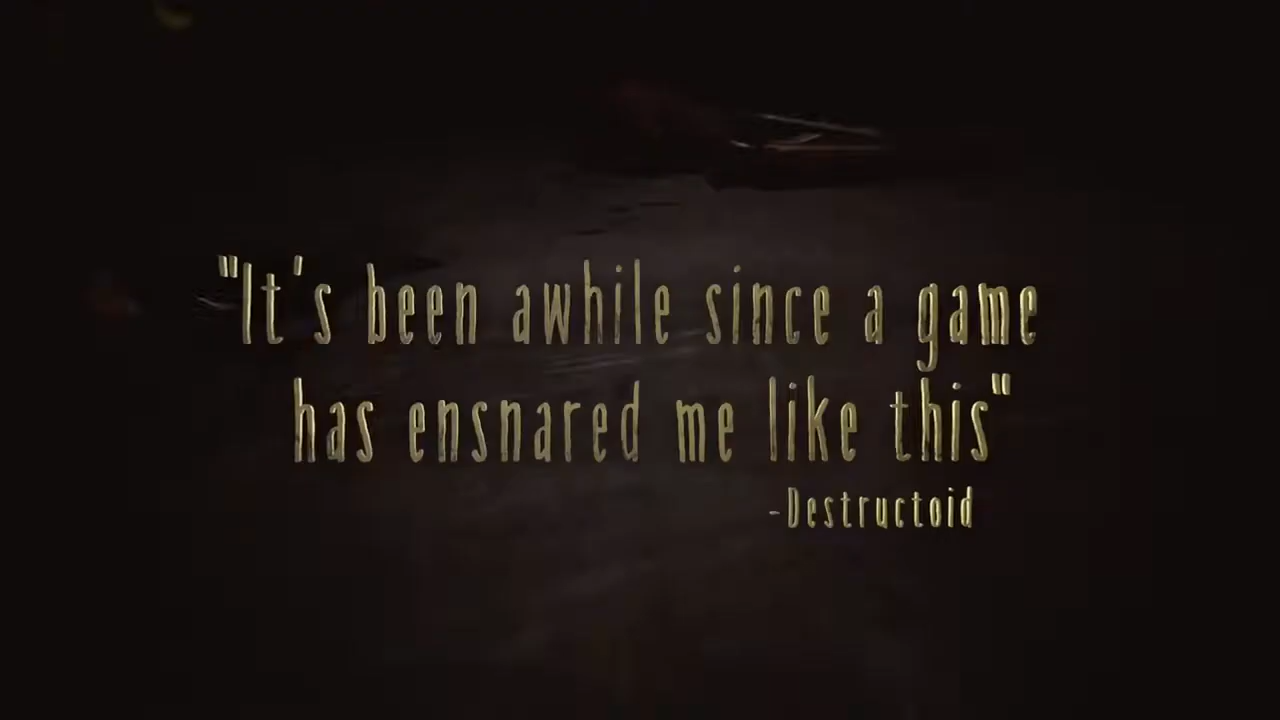 "It's been awhile since a game
has ensnared me like this"
-Destructoid